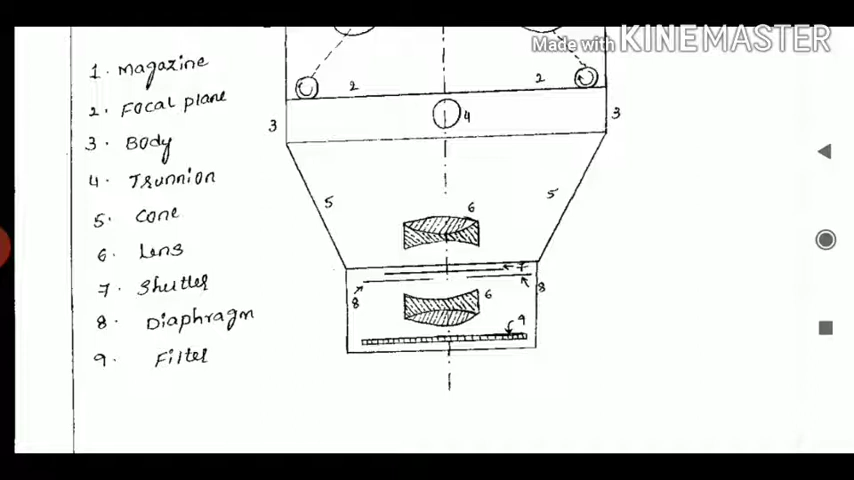 Made with KINEMASTER
1. Magazine
2. Focal plane
3. Body
4. Trunnion
5. Cone
6. Lens
7. Shutter
8. Diaphragm
9. Filter
2
2
3
4
3
5
5
6
7
8
8
6
9